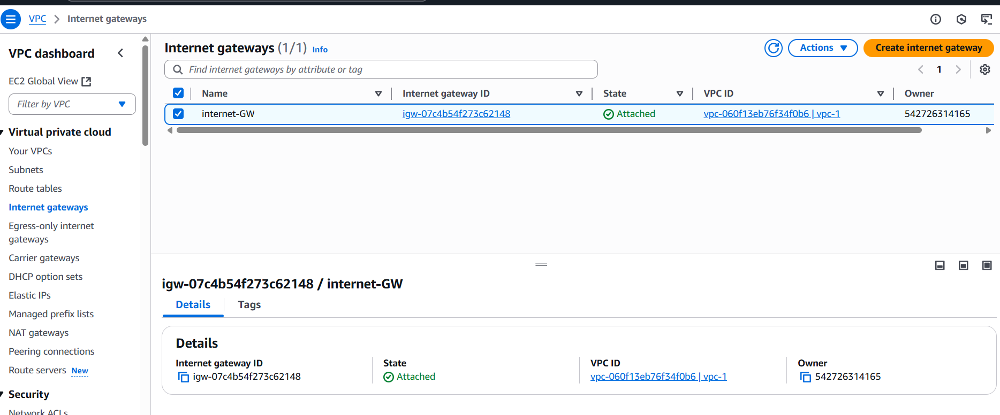 VPC > Internet gateways
VPC dashboard
EC2 Global View
Filter by VPC
Virtual private cloud
Your VPCs
Subnets
Route tables
Internet gateways
Egress-only internet
gateways
Carrier gateways
DHCP option sets
Elastic IPs
Managed prefix lists
NAT gateways
Peering connections
Route servers New
Security
Network ACLs
Internet gateways (1/1) Info
Actions
Create internet gateway
Find internet gateways by attribute or tag
1
Name Internet gateway ID State VPC ID Owner
internet-GW igw-07c4b54f273c62148 Attached vpc-060f13eb76f34f0b6 | vpc-1 542726314165
igw-07c4b54f273c62148 / internet-GW
Details Tags
Details
Internet gateway ID State VPC ID Owner
igw-07c4b54f273c62148 Attached vpc-060f13eb76f34f0b6 | vpc-1 542726314165